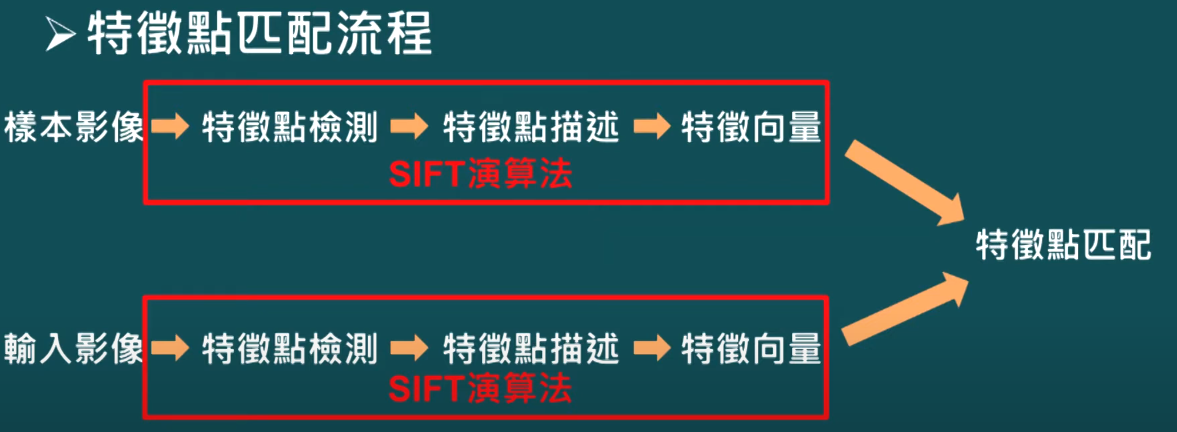 特徵點匹配流程
樣本影像 特徵點檢測 特徵點描述 特徵向量
SIFT演算法
特徵點匹配
輸入影像 特徵點檢測 特徵點描述 特徵向量
SIFT演算法